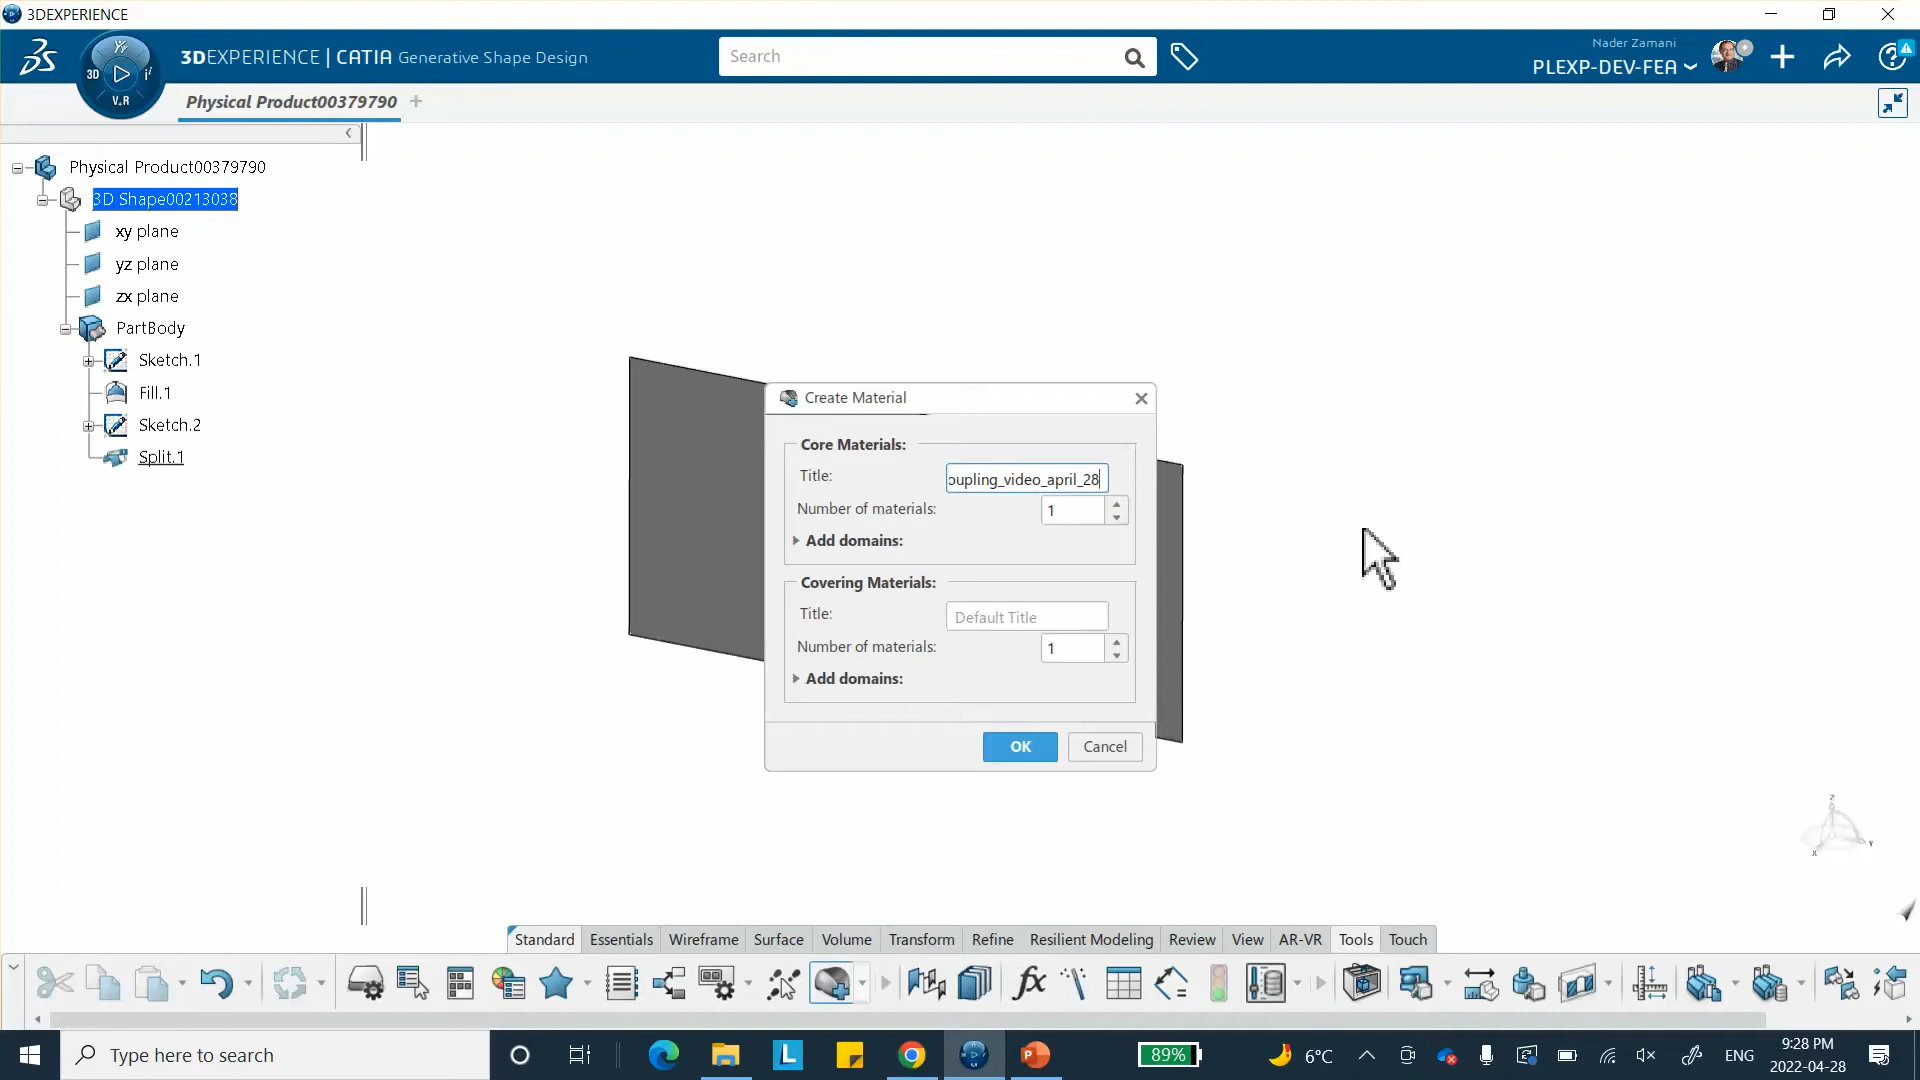 3DEXPERIENCE
3DEXPERIENCE | CATIA Generative Shape Design
Search
Nader Zamani
PLEXP-DEV-FEA
3D
V.R
Physical Product00379790
Physical Product00379790
3D Shape00213038
xy plane
yz plane
zx plane
PartBody
Sketch.1
Fill.1
Sketch.2
Split.1
Create Material
Core Materials:
Title:
oupling_video_april_28
Number of materials:
1
Add domains:
Covering Materials:
Title:
Default Title
Number of materials:
1
Add domains:
OK
Cancel
Standard
Essentials
Wireframe
Surface
Volume
Transform
Refine
Resilient Modeling
Review
View
AR-VR
Tools
Touch
fx
Type here to search
89%
6°C
ENG
9:28 PM
2022-04-28